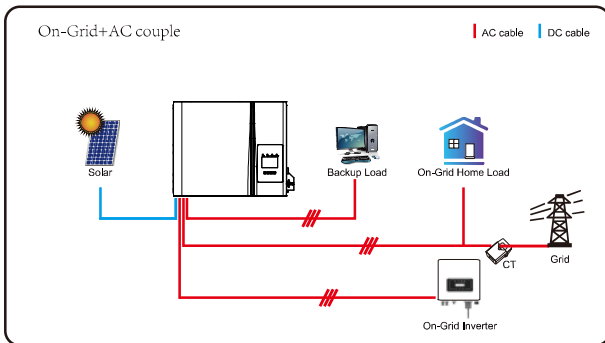 On-Grid+AC couple
AC cable
DC cable
Solar
Backup Load
On-Grid Home Load
CT
Grid
On-Grid Inverter